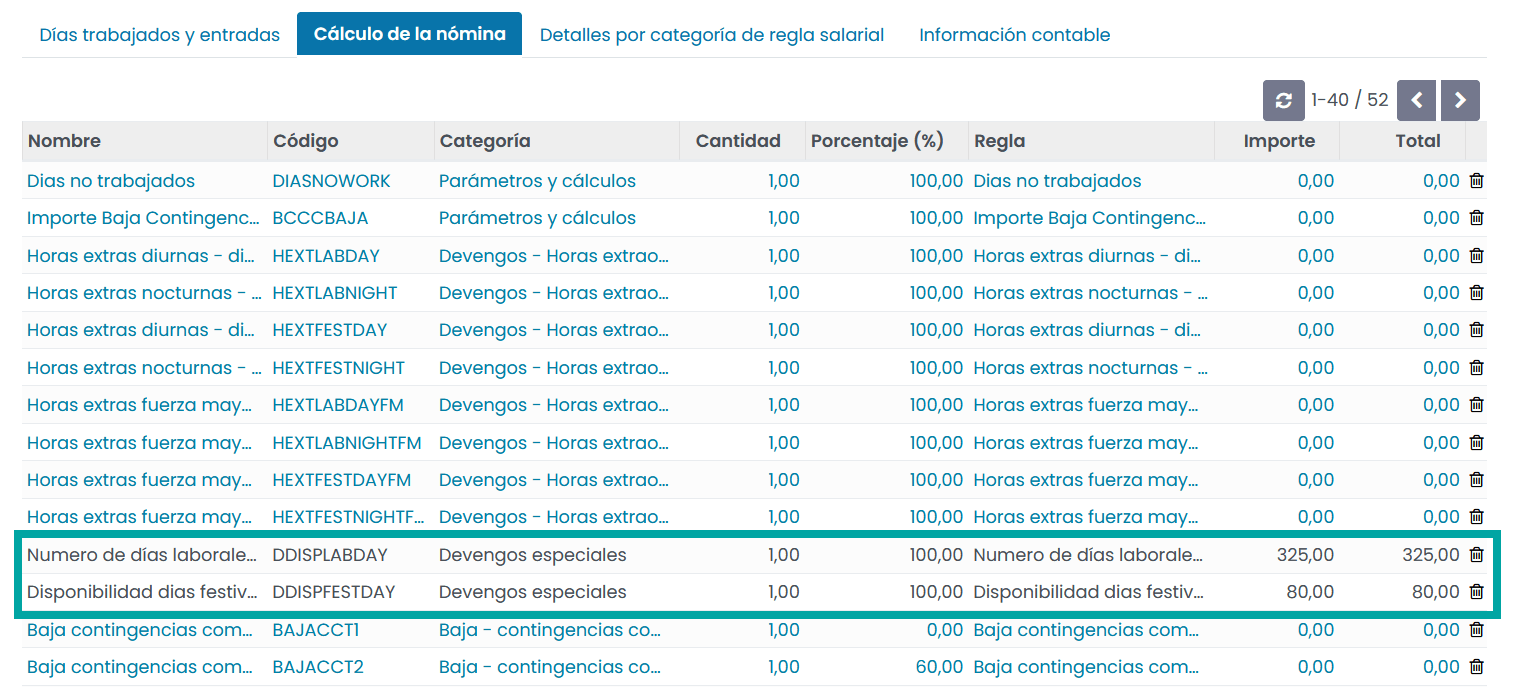 Días trabajados y entradas Cálculo de la nómina Detalles por categoría de regla salarial Información contable
1-40 / 52
Nombre Código Categoría Cantidad Porcentaje (%) Regla Importe Total
Dias no trabajados DIASNOWORK Parámetros y cálculos 1,00 100,00 Dias no trabajados 0,00 0,00
Importe Baja Contingenc... BCCCBAJA Parámetros y cálculos 1,00 100,00 Importe Baja Contingenc... 0,00 0,00
Horas extras diurnas - di... HEXTLABDAY Devengos - Horas extrao... 1,00 100,00 Horas extras diurnas - di... 0,00 0,00
Horas extras nocturnas - ... HEXTLABNIGHT Devengos - Horas extrao... 1,00 100,00 Horas extras nocturnas - ... 0,00 0,00
Horas extras diurnas - di... HEXTFESTDAY Devengos - Horas extrao... 1,00 100,00 Horas extras diurnas - di... 0,00 0,00
Horas extras nocturnas - ... HEXTFESTNIGHT Devengos - Horas extrao... 1,00 100,00 Horas extras nocturnas - ... 0,00 0,00
Horas extras fuerza may... HEXTLABDAYFM Devengos - Horas extrao... 1,00 100,00 Horas extras fuerza may... 0,00 0,00
Horas extras fuerza may... HEXTLABNIGHTFM Devengos - Horas extrao... 1,00 100,00 Horas extras fuerza may... 0,00 0,00
Horas extras fuerza may... HEXTFESTDAYFM Devengos - Horas extrao... 1,00 100,00 Horas extras fuerza may... 0,00 0,00
Horas extras fuerza may... HEXTFESTNIGHTF... Devengos - Horas extrao... 1,00 100,00 Horas extras fuerza may... 0,00 0,00
Numero de días laborale... DDISPLABDAY Devengos especiales 1,00 100,00 Numero de días laborale... 325,00 325,00
Disponibilidad dias festiv... DDISPFESTDAY Devengos especiales 1,00 100,00 Disponibilidad dias festiv... 80,00 80,00
Baja contingencias com... BAJACCT1 Baja - contingencias co... 1,00 0,00 Baja contingencias com... 0,00 0,00
Baja contingencias com... BAJACCT2 Baja - contingencias co... 1,00 60,00 Baja contingencias com... 0,00 0,00